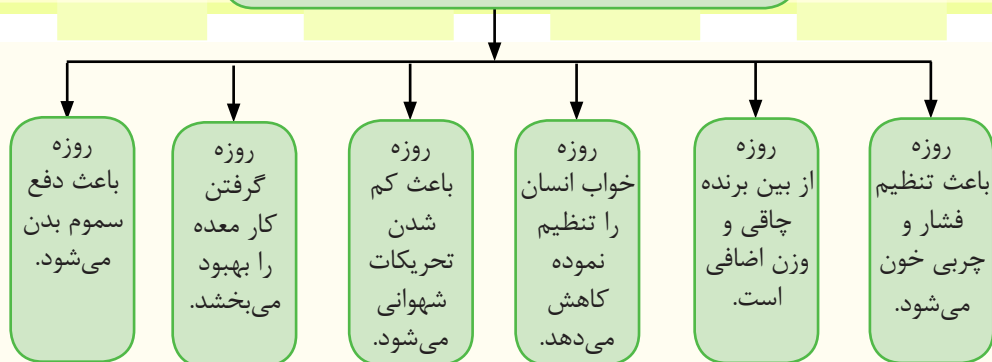 روزه
باعث تنظیم
فشار و
چربی خون
می‌شود.
روزه
از بین برنده
چاقی و
وزن اضافی
است.
روزه
خواب انسان
را تنظیم
نموده
کاهش
می‌دهد.
روزه
باعث کم
شدن
تحریکات
شهوانی
می‌شود.
روزه
گرفتن
کار معده
را بهبود
می‌بخشد.
روزه
باعث دفع
سموم بدن
می‌شود.